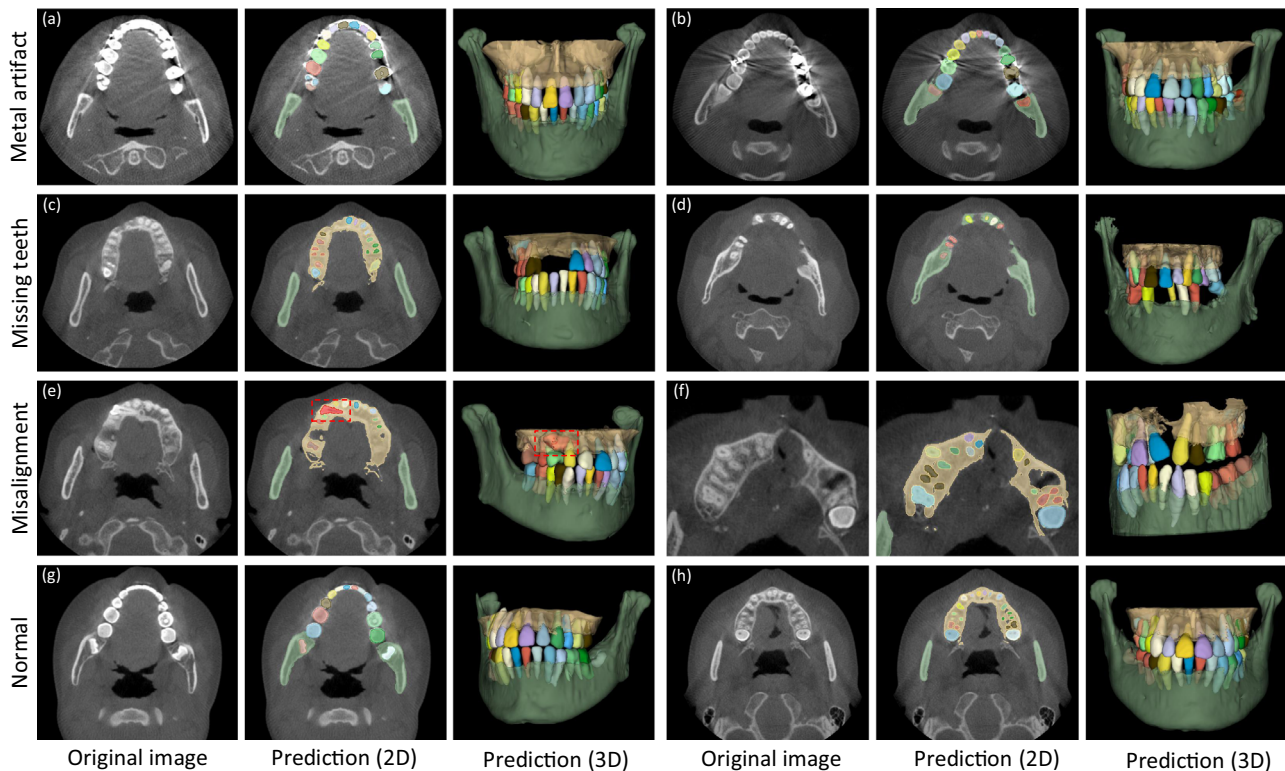 Metal artifact
(a)
(b)
Missing teeth
(c)
(d)
Misalignment
(e)
(f)
Normal
(g)
(h)
Original image
Prediction (2D)
Prediction (3D)
Original image
Prediction (2D)
Prediction (3D)